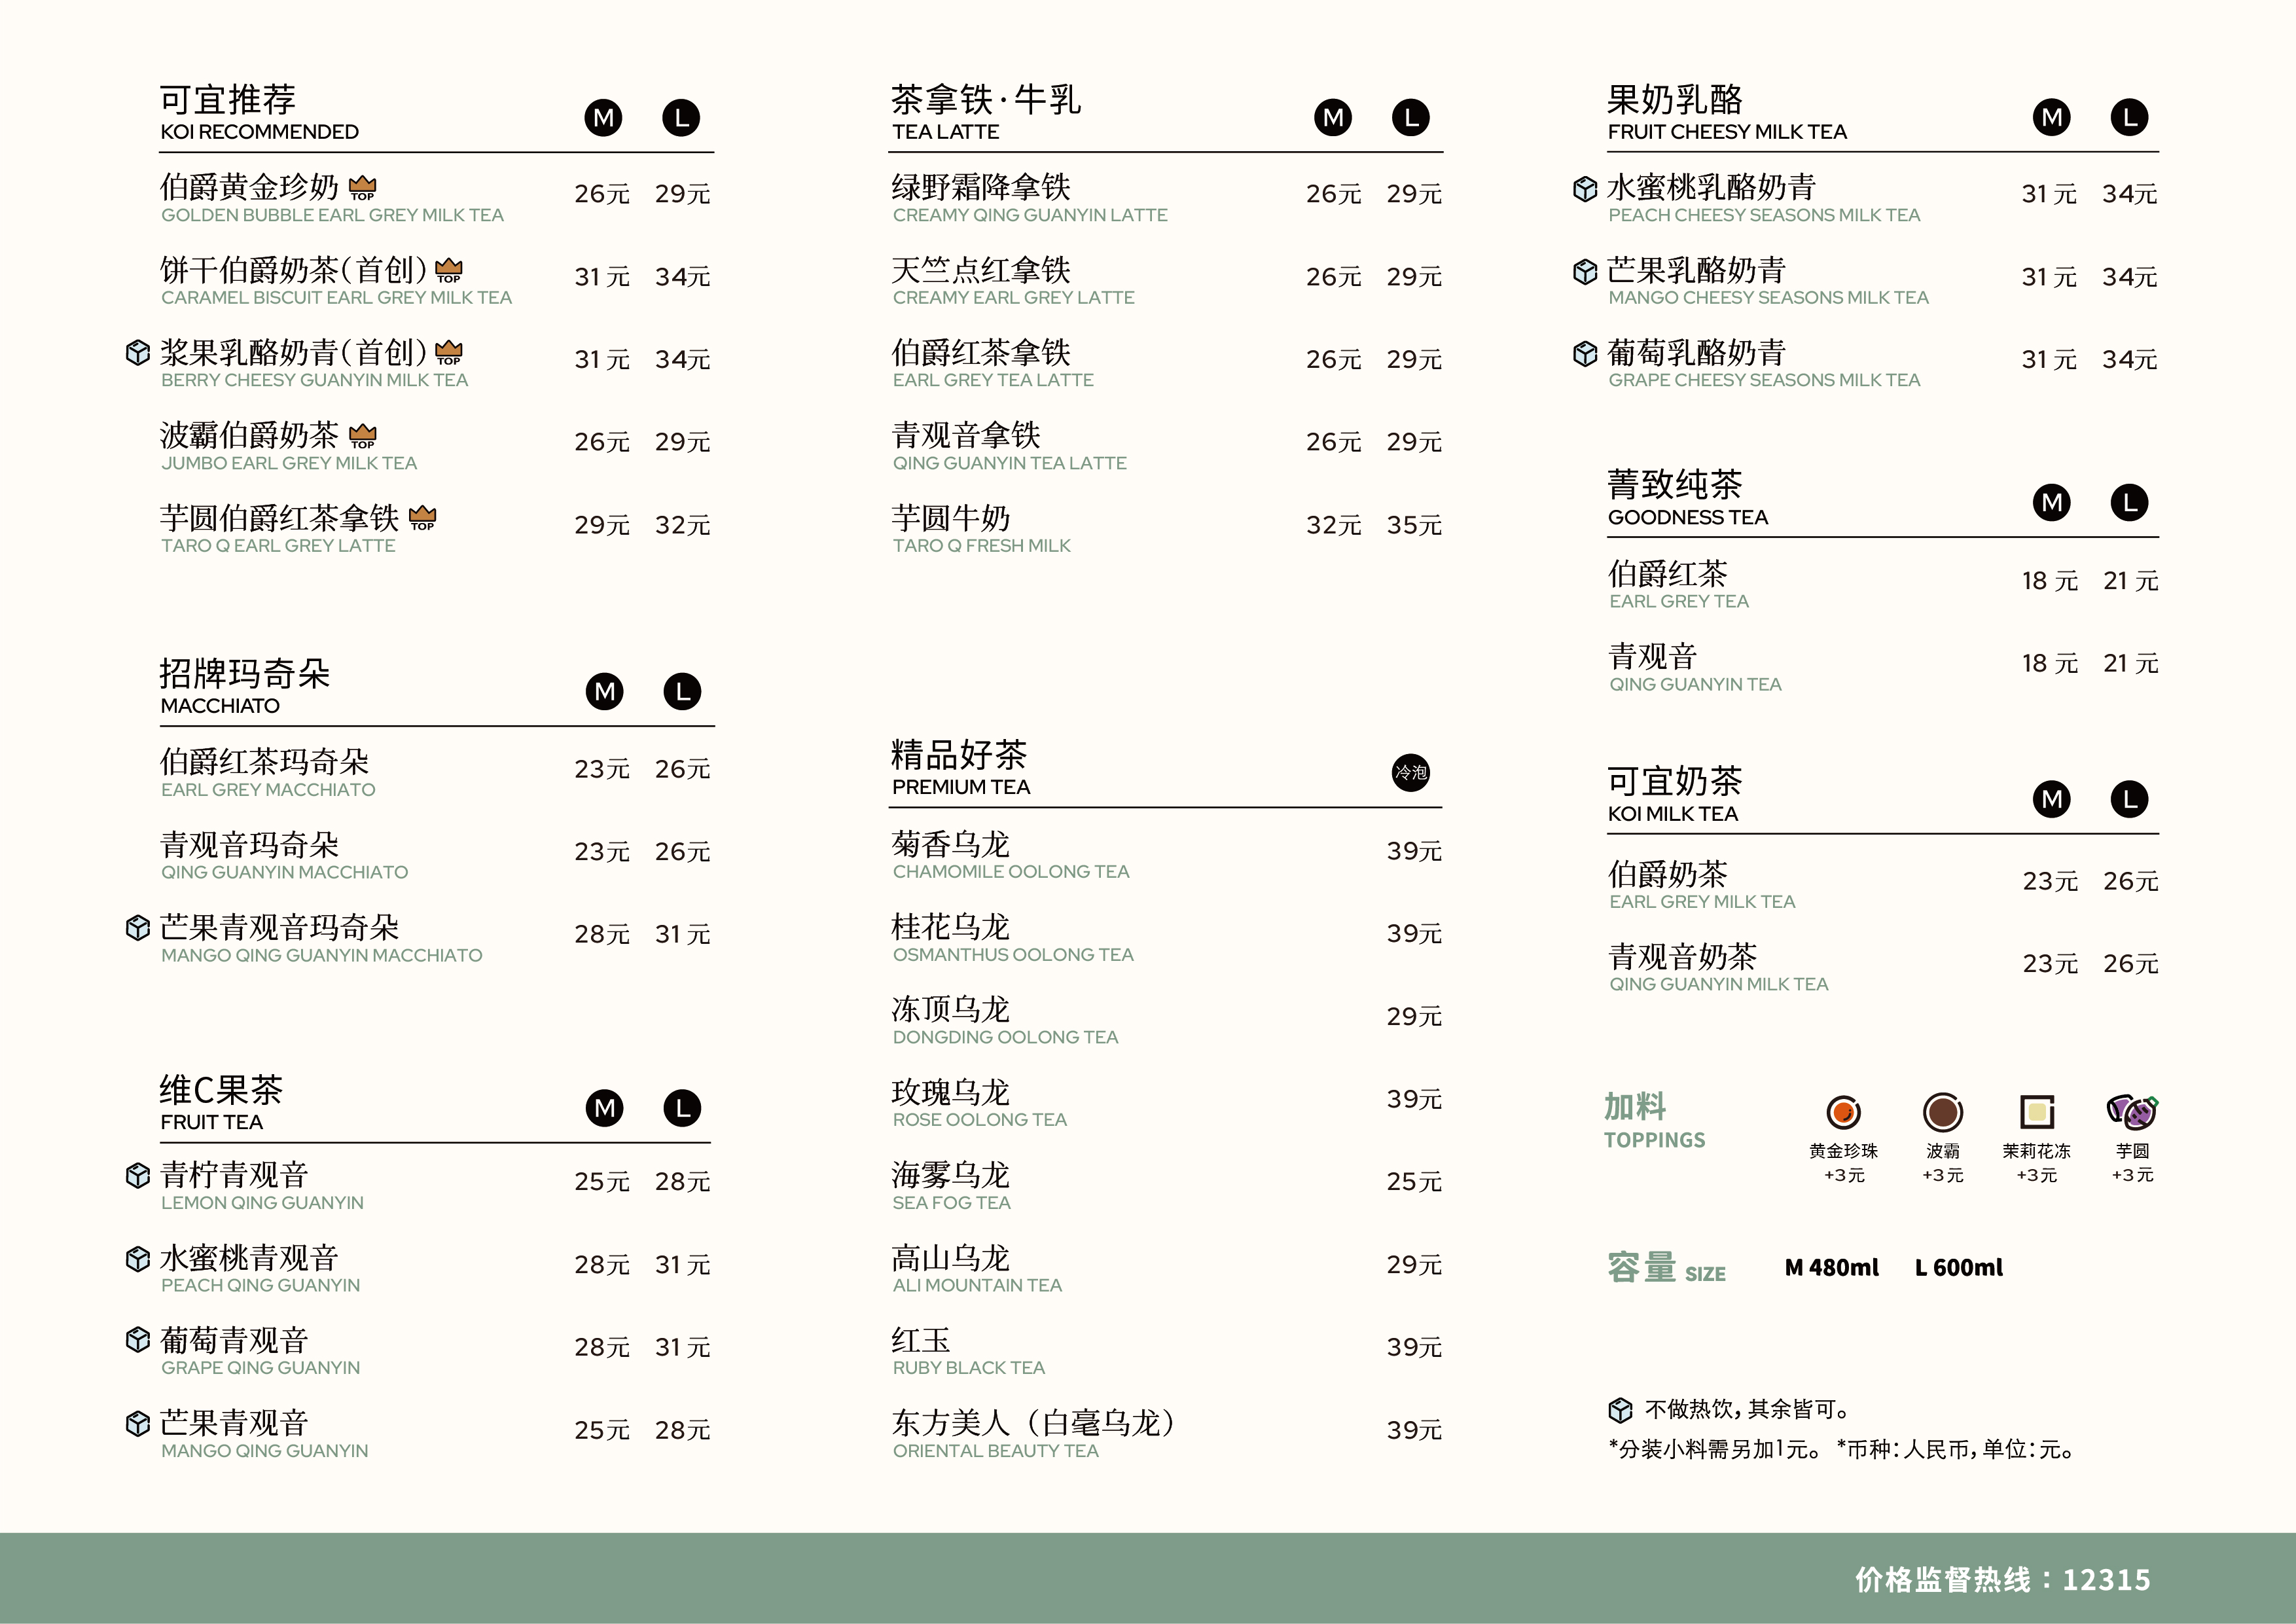 可宜推荐 M L
KOI RECOMMENDED
伯爵黄金珍奶 TOP 26元 29元
GOLDEN BUBBLE EARL GREY MILK TEA
饼干伯爵奶茶(首创) TOP 31元 34元
CARAMEL BISCUIT EARL GREY MILK TEA
浆果乳酪奶青(首创) TOP 31元 34元
BERRY CHEESY GUANYIN MILK TEA
波霸伯爵奶茶 TOP 26元 29元
JUMBO EARL GREY MILK TEA
芋圆伯爵红茶拿铁 TOP 29元 32元
TARO Q EARL GREY LATTE
招牌玛奇朵 M L
MACCHIATO
伯爵红茶玛奇朵 23元 26元
EARL GREY MACCHIATO
青观音玛奇朵 23元 26元
QING GUANYIN MACCHIATO
芒果青观音玛奇朵 28元 31元
MANGO QING GUANYIN MACCHIATO
维C果茶 M L
FRUIT TEA
青柠青观音 25元 28元
LEMON QING GUANYIN
水蜜桃青观音 28元 31元
PEACH QING GUANYIN
葡萄青观音 28元 31元
GRAPE QING GUANYIN
芒果青观音 25元 28元
MANGO QING GUANYIN
茶拿铁·牛乳 M L
TEA LATTE
绿野霜降拿铁 26元 29元
CREAMY QING GUANYIN LATTE
天竺点红拿铁 26元 29元
CREAMY EARL GREY LATTE
伯爵红茶拿铁 26元 29元
EARL GREY TEA LATTE
青观音拿铁 26元 29元
QING GUANYIN TEA LATTE
芋圆牛奶 32元 35元
TARO Q FRESH MILK
精品好茶 冷泡
PREMIUM TEA
菊香乌龙 39元
CHAMOMILE OOLONG TEA
桂花乌龙 39元
OSMANTHUS OOLONG TEA
冻顶乌龙 29元
DONGDING OOLONG TEA
玫瑰乌龙 39元
ROSE OOLONG TEA
海雾乌龙 25元
SEA FOG TEA
高山乌龙 29元
ALI MOUNTAIN TEA
红玉 39元
RUBY BLACK TEA
东方美人（白毫乌龙） 39元
ORIENTAL BEAUTY TEA
果奶乳酪 M L
FRUIT CHEESY MILK TEA
水蜜桃乳酪奶青 31元 34元
PEACH CHEESY SEASONS MILK TEA
芒果乳酪奶青 31元 34元
MANGO CHEESY SEASONS MILK TEA
葡萄乳酪奶青 31元 34元
GRAPE CHEESY SEASONS MILK TEA
菁致纯茶 M L
GOODNESS TEA
伯爵红茶 18元 21元
EARL GREY TEA
青观音 18元 21元
QING GUANYIN TEA
可宜奶茶 M L
KOI MILK TEA
伯爵奶茶 23元 26元
EARL GREY MILK TEA
青观音奶茶 23元 26元
QING GUANYIN MILK TEA
加料
TOPPINGS
黄金珍珠 波霸 茉莉花冻 芋圆
+3元 +3元 +3元 +3元
容量 SIZE M 480ml L 600ml
不做热饮，其余皆可。
*分装小料需另加1元。 *币种：人民币，单位：元。
价格监督热线：12315